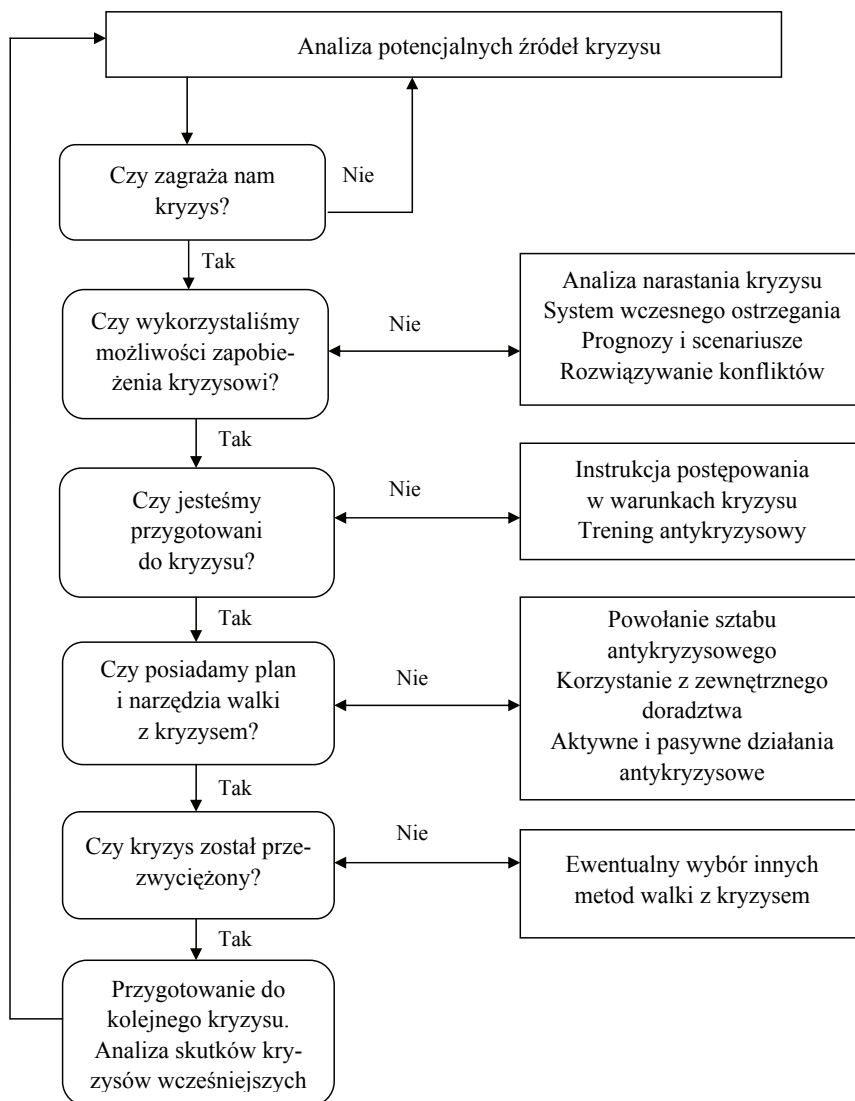 Analiza potencjalnych źródeł kryzysu
Czy zagraża nam
kryzys?
Nie
Tak
Czy wykorzystaliśmy
możliwości zapobie-
żenia kryzysowi?
Nie
Analiza narastania kryzysu
System wczesnego ostrzegania
Prognozy i scenariusze
Rozwiązywanie konfliktów
Tak
Czy jesteśmy
przygotowani
do kryzysu?
Nie
Instrukcja postępowania
w warunkach kryzysu
Trening antykryzysowy
Tak
Czy posiadamy plan
i narzędzia walki
z kryzysem?
Nie
Powołanie sztabu
antykryzysowego
Korzystanie z zewnętrznego
doradztwa
Aktywne i pasywne działania
antykryzysowe
Tak
Czy kryzys został prze-
zwyciężony?
Nie
Ewentualny wybór innych
metod walki z kryzysem
Tak
Przygotowanie do
kolejnego kryzysu.
Analiza skutków kry-
zysów wcześniejszych